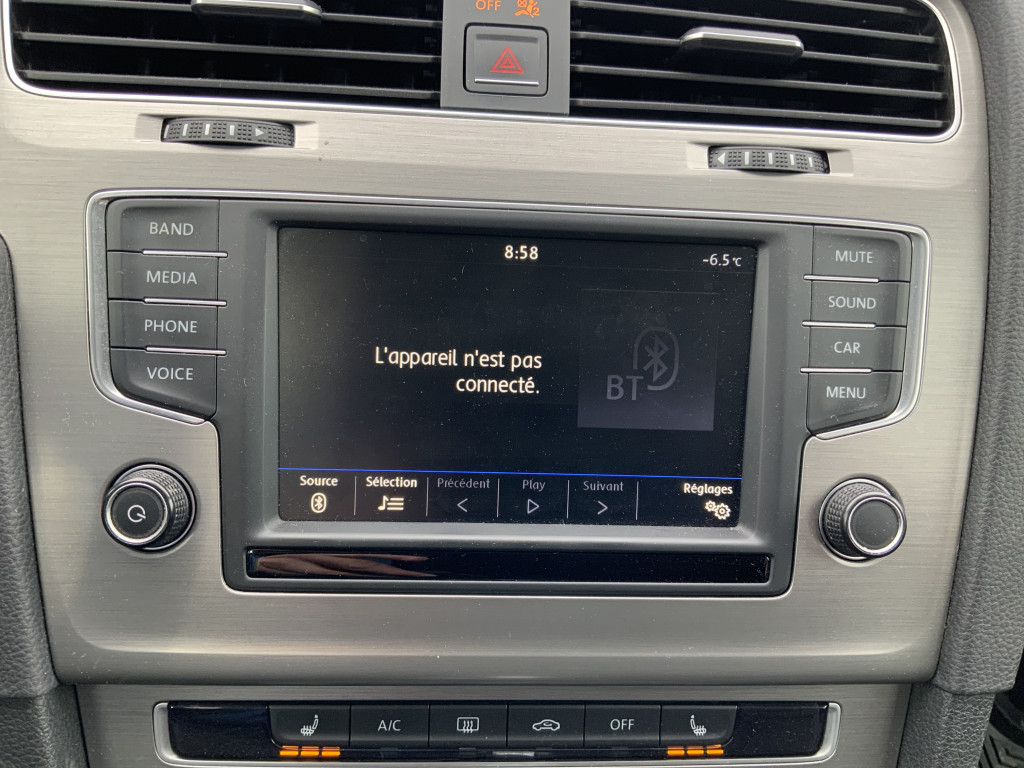 OFF
2
BAND
MEDIA
PHONE
VOICE
8:58
-6.5°C
L'appareil n'est pas
connecté.
BT
Source
Sélection
Précédent
Play
Suivant
Réglages
MUTE
SOUND
CAR
MENU
A/C
OFF